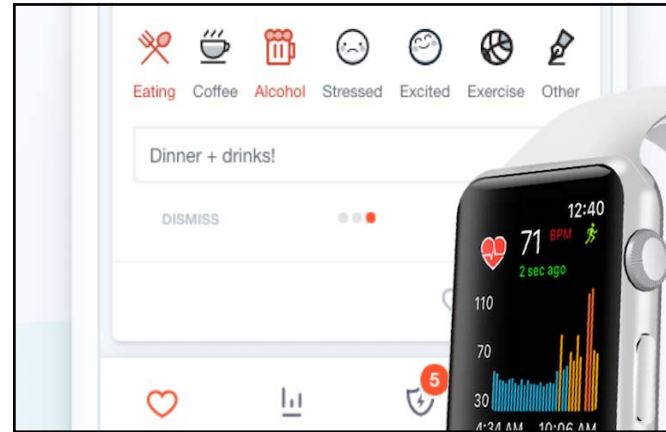 Eating Coffee Alcohol Stressed Excited Exercise Other
Dinner + drinks!
DISMISS
5
12:40
71 BPM
2 sec ago
110
70
30
4:34 AM 10:06 AM